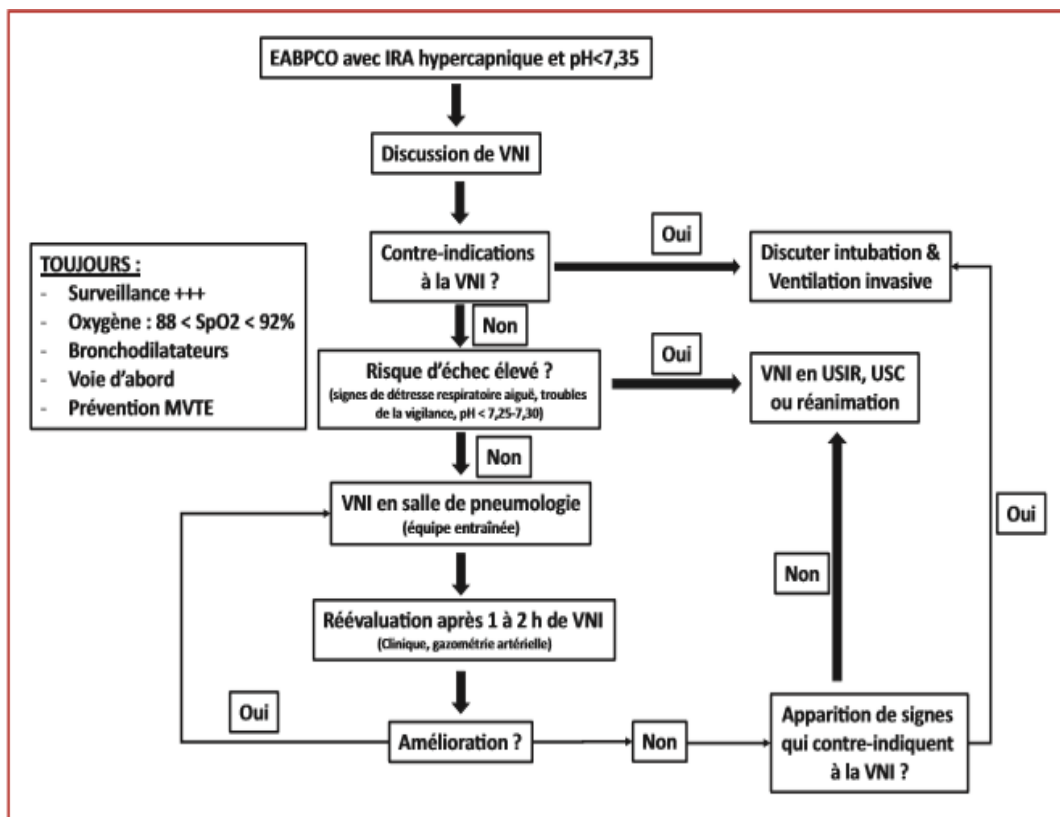 EABPCO avec IRA hypercapnique et pH<7,35
Discussion de VNI
Contre-indications
à la VNI ?
Oui
Discuter intubation &
Ventilation invasive
TOUJOURS :
- Surveillance +++
- Oxygène : 88 < SpO2 < 92%
- Bronchodilatateurs
- Voie d'abord
- Prévention MVTE
Non
Risque d'échec élevé ?
(signes de détresse respiratoire aiguë, troubles
de la vigilance, pH < 7,25-7,30)
Oui
VNI en USIR, USC
ou réanimation
Non
VNI en salle de pneumologie
(équipe entraînée)
Oui
Non
Réévaluation après 1 à 2 h de VNI
(Clinique, gazométrie artérielle)
Oui
Amélioration ?
Non
Apparition de signes
qui contre-indiquent
à la VNI ?